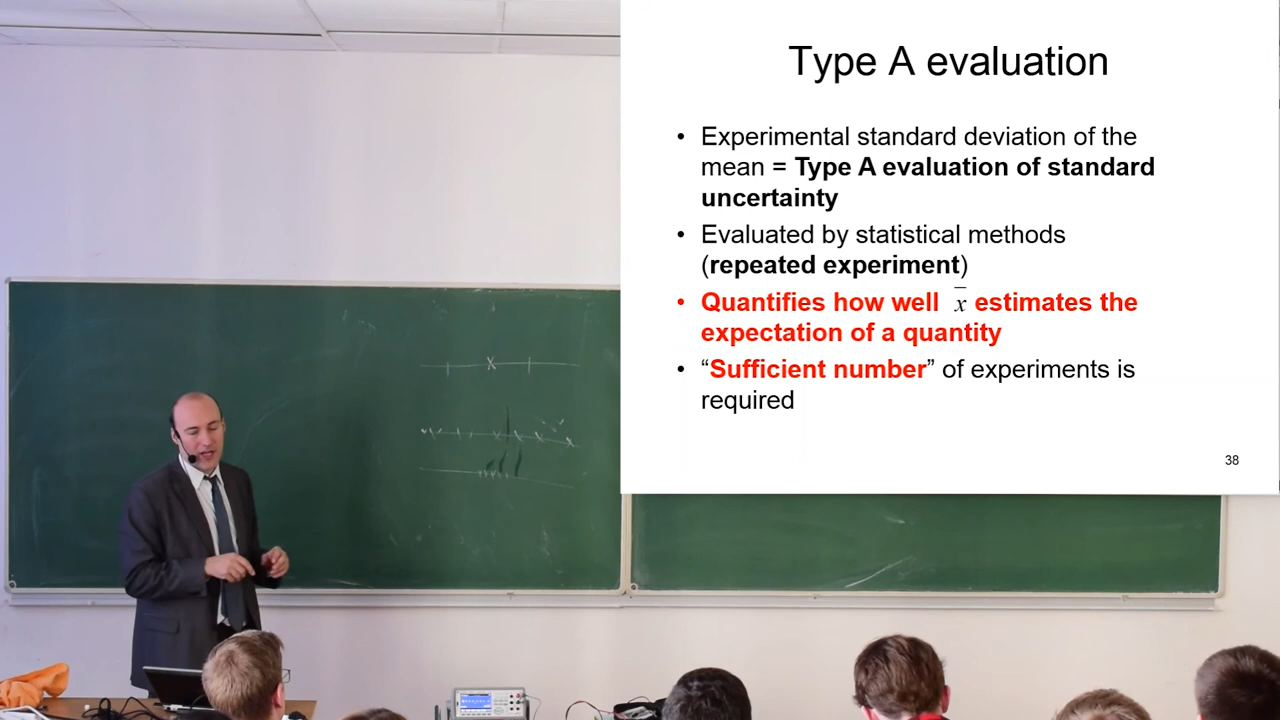 Type A evaluation
• Experimental standard deviation of the
mean = Type A evaluation of standard
uncertainty
• Evaluated by statistical methods
(repeated experiment)
• Quantifies how well x̅ estimates the
expectation of a quantity
• “Sufficient number” of experiments is
required
38